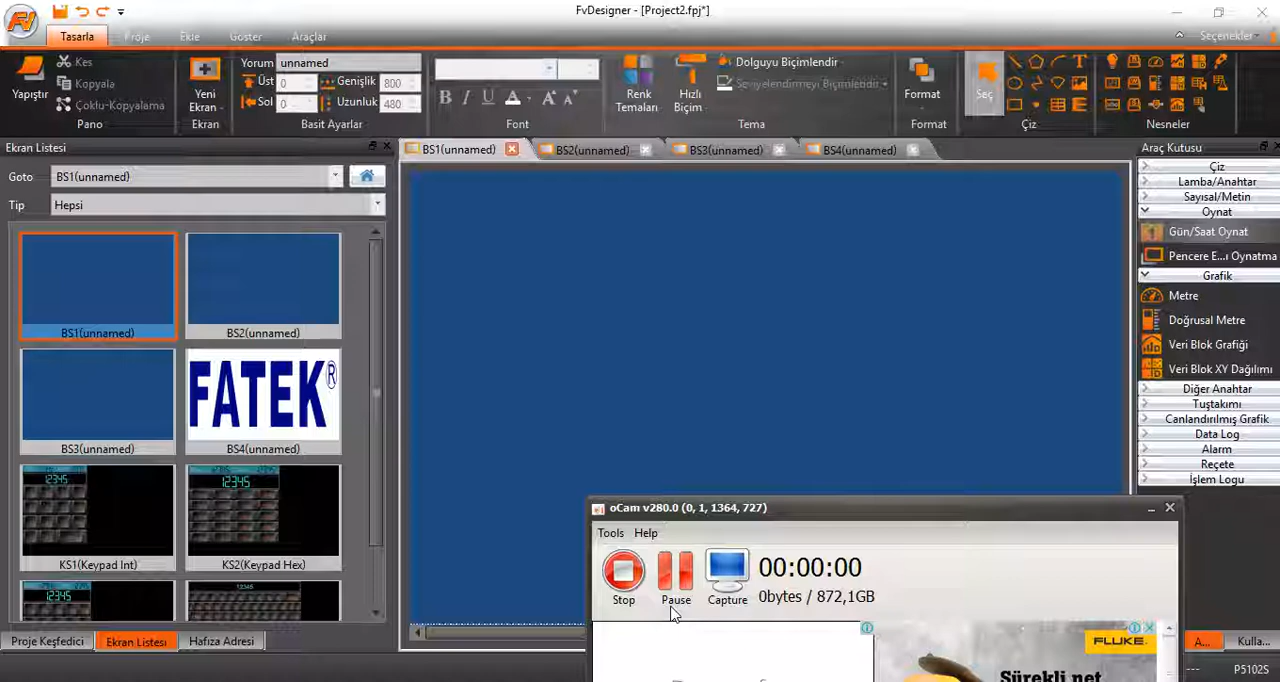 FvDesigner - [Project2.fpj*]
Tasarla Proje Ekle Göster Araçlar Seçenekler
Yapıştır
Kes
Kopyala
Çoklu-Kopyalama
Pano
Yeni
Ekran
Ekran
Yorum unnamed
Üst 0 Genişlik 800
Sol 0 Uzunluk 480
Basit Ayarlar
B I U A A A
Font
Renk
Temaları
Hızlı
Biçim
Dolguyu Biçimlendir
Tema
Format
Format
Seç
Çiz
Nesneler
Ekran Listesi
Goto BS1(unnamed)
Tip Hepsi
BS1(unnamed) BS2(unnamed) BS3(unnamed) BS4(unnamed)
BS1(unnamed) BS2(unnamed)
FATEK®
BS3(unnamed) BS4(unnamed)
12345 12345
KS1(Keypad Int) KS2(Keypad Hex)
12345 12345
Proje Keşfedici Ekran Listesi Hafıza Adresi
Araç Kutusu
Çiz
Lamba/Anahtar
Sayısal/Metin
Oynat
Gün/Saat Oynat
Pencere E...ı Oynatma
Grafik
Metre
Doğrusal Metre
Veri Blok Grafiği
Veri Blok XY Dağılımı
Diğer Anahtar
Tuştakımı
Canlandırılmış Grafik
Data Log
Alarm
Reçete
İşlem Logu
A... Kulla...
P5102S
oCam v280.0 (0, 1, 1364, 727)
Tools Help
Stop Pause Capture
00:00:00
0bytes / 872,1GB
FLUKE
Sürekli net